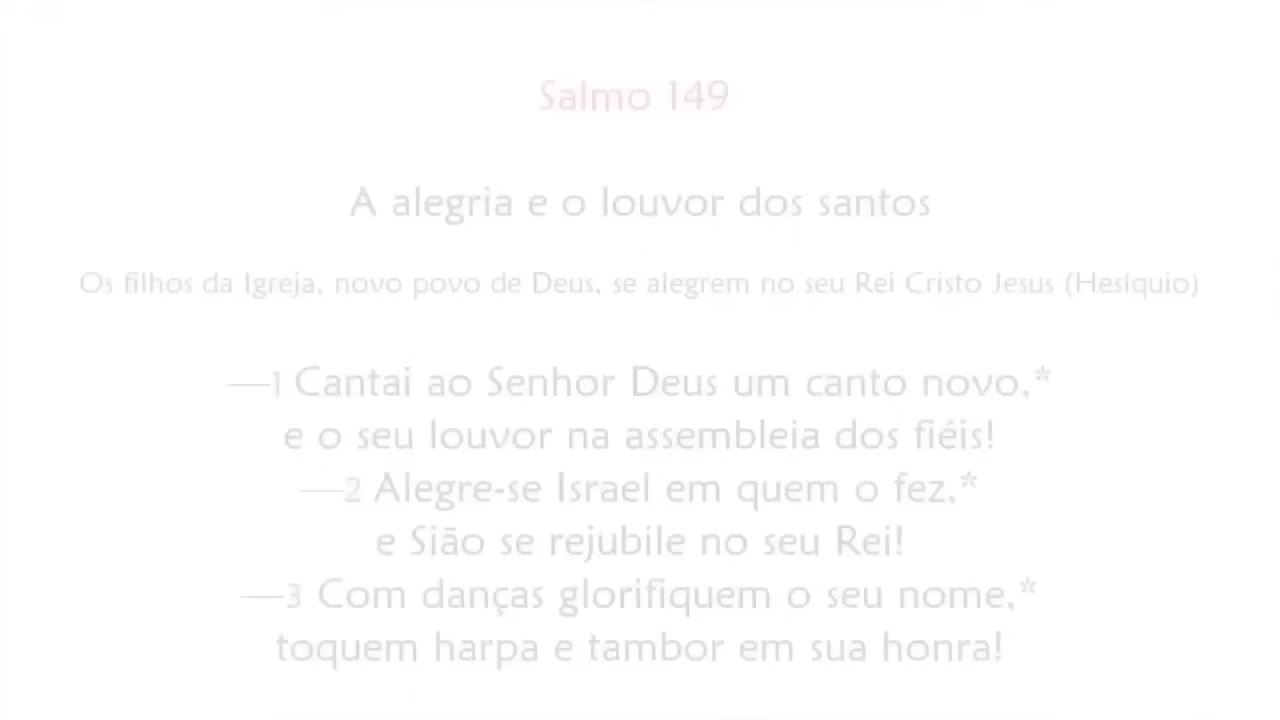 Salmo 149
A alegria e o louvor dos santos
Os filhos da Igreja, novo povo de Deus, se alegrem no seu Rei Cristo Jesus (Hesíquio)
—1 Cantai ao Senhor Deus um canto novo,*
e o seu louvor na assembleia dos fiéis!
—2 Alegre-se Israel em quem o fez,*
e Sião se rejubile no seu Rei!
—3 Com danças glorifiquem o seu nome,*
toquem harpa e tambor em sua honra!